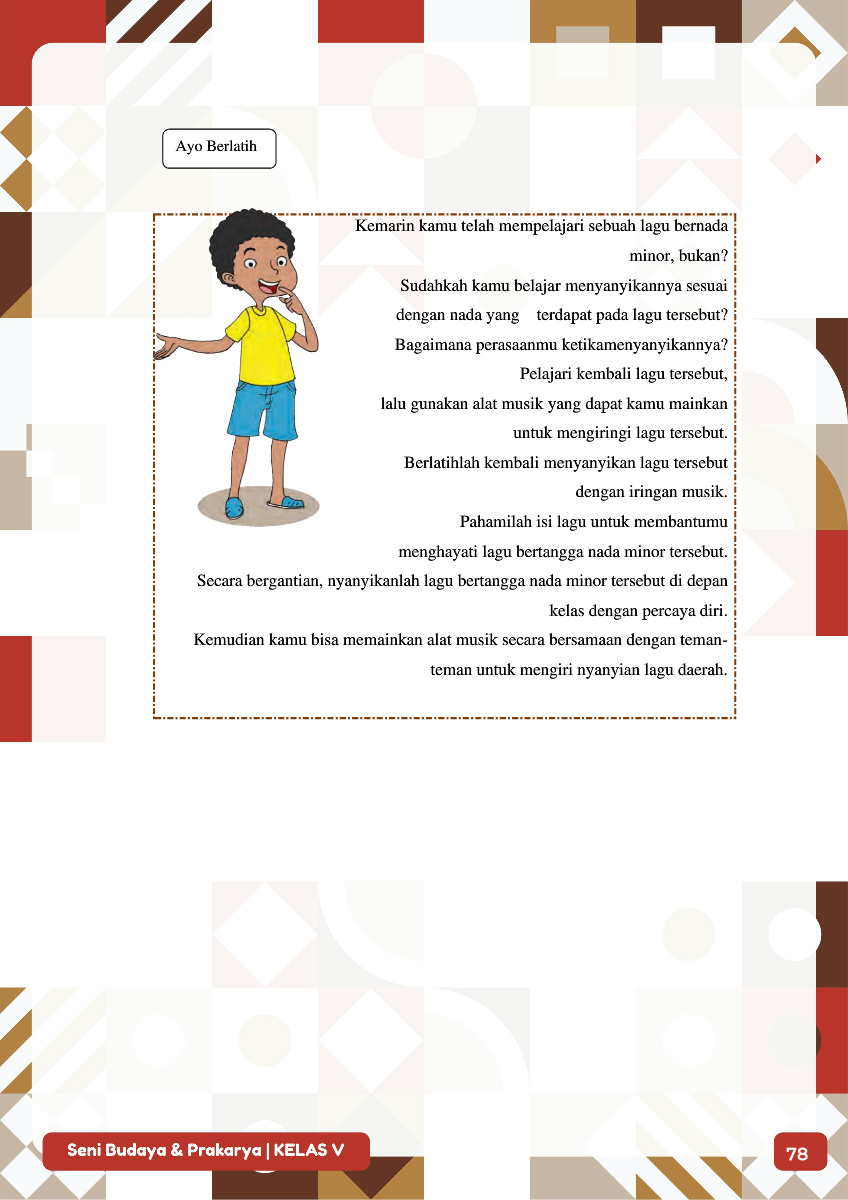 Ayo Berlatih
Kemarin kamu telah mempelajari sebuah lagu bernada
minor, bukan?
Sudahkah kamu belajar menyanyikannya sesuai
dengan nada yang terdapat pada lagu tersebut?
Bagaimana perasaanmu ketikamenyanyikannya?
Pelajari kembali lagu tersebut,
lalu gunakan alat musik yang dapat kamu mainkan
untuk mengiringi lagu tersebut.
Berlatihlah kembali menyanyikan lagu tersebut
dengan iringan musik.
Pahamilah isi lagu untuk membantumu
menghayati lagu bertangga nada minor tersebut.
Secara bergantian, nyanyikanlah lagu bertangga nada minor tersebut di depan
kelas dengan percaya diri.
Kemudian kamu bisa memainkan alat musik secara bersamaan dengan teman-
teman untuk mengiri nyanyian lagu daerah.
Seni Budaya & Prakarya | KELAS V
78